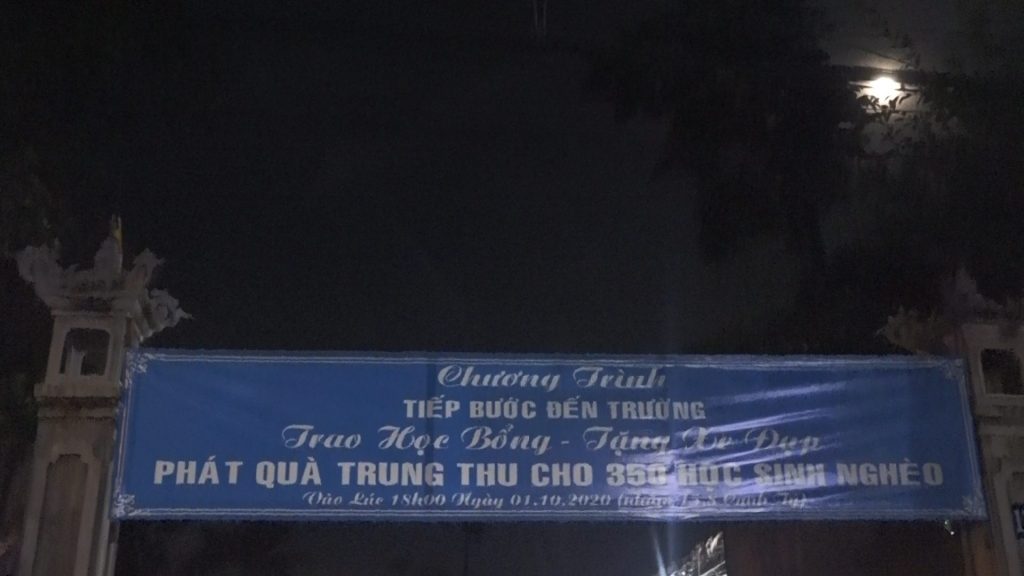 Chương Trình
TIẾP BƯỚC ĐẾN TRƯỜNG
Trao Học Bổng - Tặng Xe Đạp
PHÁT QUÀ TRUNG THU CHO 350 HỌC SINH NGHÈO
Vào Lúc 18h00 Ngày 01.10.2020